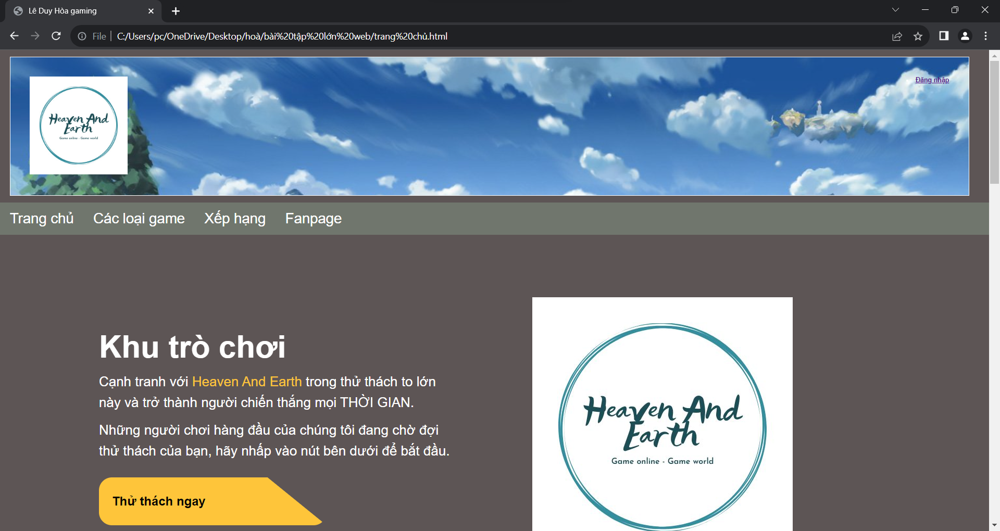 Lê Duy Hòa gaming
File
C:/Users/pc/OneDrive/Desktop/hoà/bài%20tập%20lớn%20web/trang%20chủ.html
Đăng nhập
Heaven And
Earth
Game online - Game world
Trang chủ Các loại game Xếp hạng Fanpage
Khu trò chơi
Cạnh tranh với Heaven And Earth trong thử thách to lớn
này và trở thành người chiến thắng mọi THỜI GIAN.
Những người chơi hàng đầu của chúng tôi đang chờ đợi
thử thách của bạn, hãy nhấp vào nút bên dưới để bắt đầu.
Thử thách ngay
Heaven And
Earth
Game online - Game world